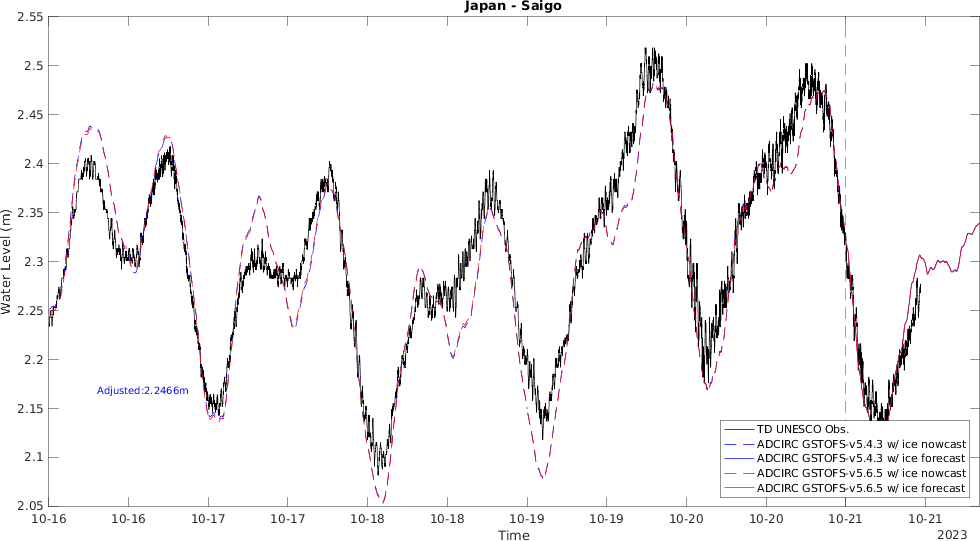 Japan - Saigo
2.55
2.5
2.45
2.4
2.35
2.3
2.25
2.2
2.15
2.1
2.05
Water Level (m)
Adjusted:2.2466m
TD UNESCO Obs.
ADCIRC GSTOFS-v5.4.3 w/ ice nowcast
ADCIRC GSTOFS-v5.4.3 w/ ice forecast
ADCIRC GSTOFS-v5.6.5 w/ ice nowcast
ADCIRC GSTOFS-v5.6.5 w/ ice forecast
10-16 10-16 10-17 10-17 10-18 10-18 10-19 10-19 10-20 10-20 10-21 10-21
Time
2023